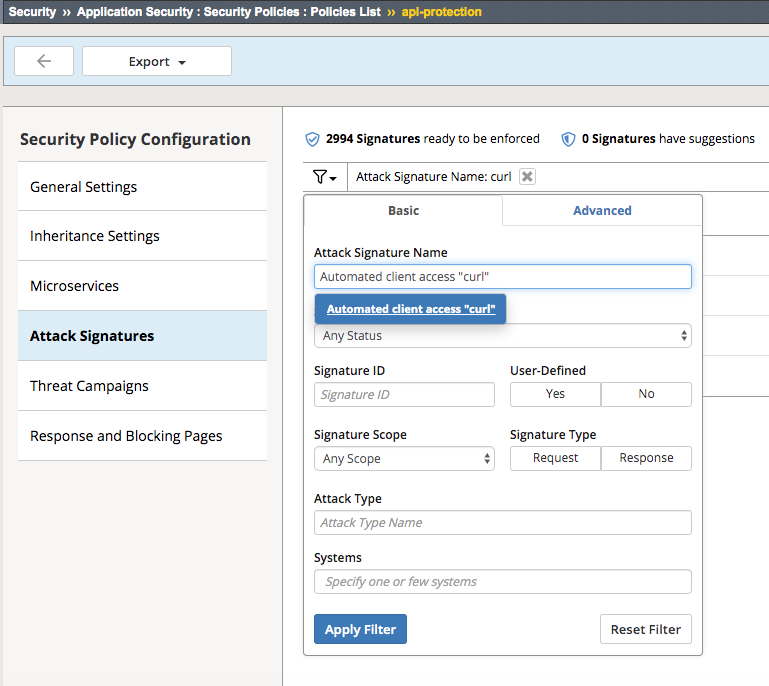 Security » Application Security : Security Policies : Policies List » api-protection
Export
Security Policy Configuration
General Settings
Inheritance Settings
Microservices
Attack Signatures
Threat Campaigns
Response and Blocking Pages
2994 Signatures ready to be enforced
0 Signatures have suggestions
Attack Signature Name: curl
Basic
Advanced
Attack Signature Name
Automated client access "curl"
Automated client access "curl"
Any Status
Signature ID
User-Defined
Signature ID
Yes
No
Signature Scope
Signature Type
Any Scope
Request
Response
Attack Type
Attack Type Name
Systems
Specify one or few systems
Apply Filter
Reset Filter